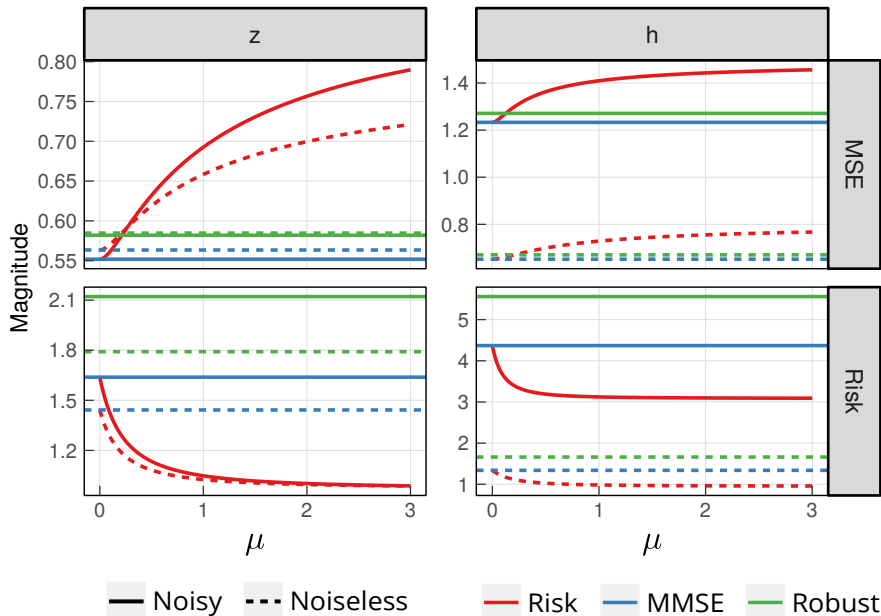 z
h
0.80
0.75
0.70
0.65
0.60
0.55
1.4
1.2
1.0
0.8
MSE
Magnitude
2.1
1.8
1.5
1.2
5
4
3
2
1
Risk
0 1 2 3
0 1 2 3
μ
μ
Noisy Noiseless Risk MMSE Robust